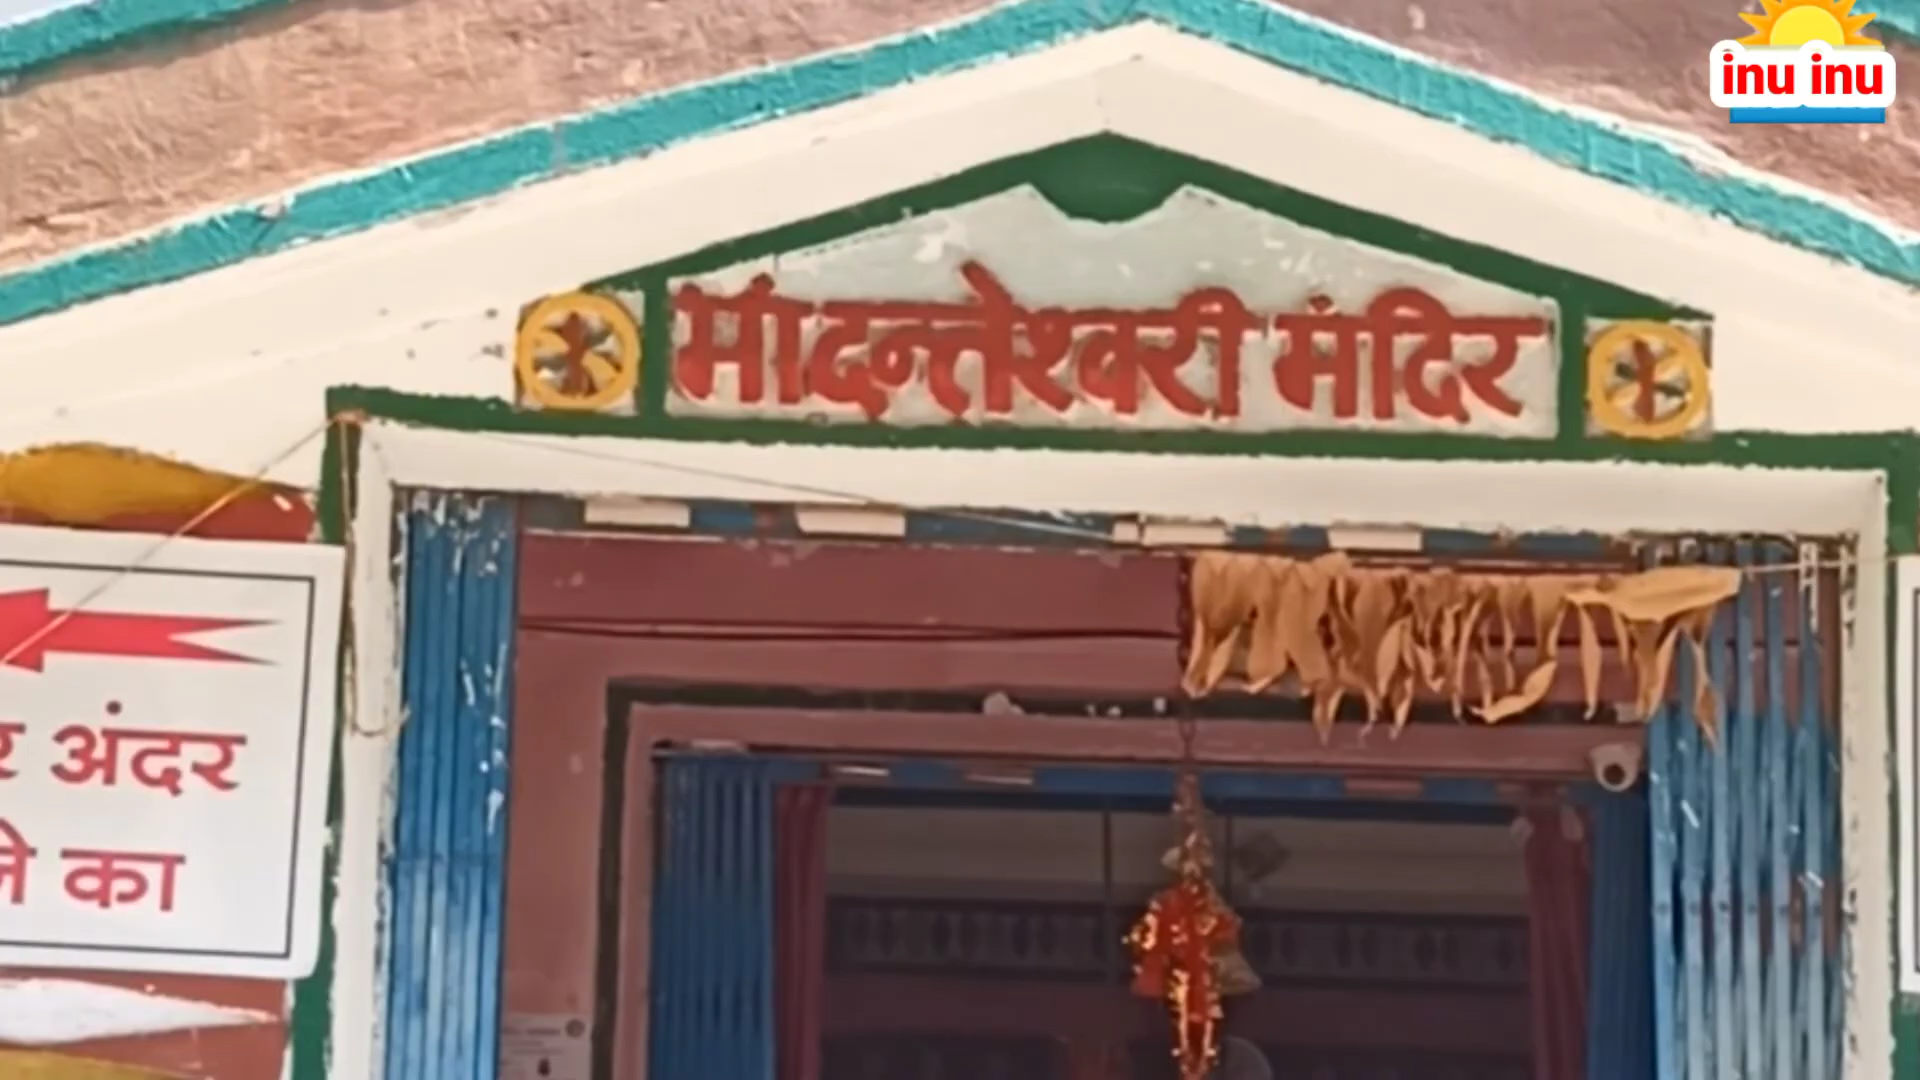 inu inu
मांदन्तेश्वरी मंदिर
अंदर
का